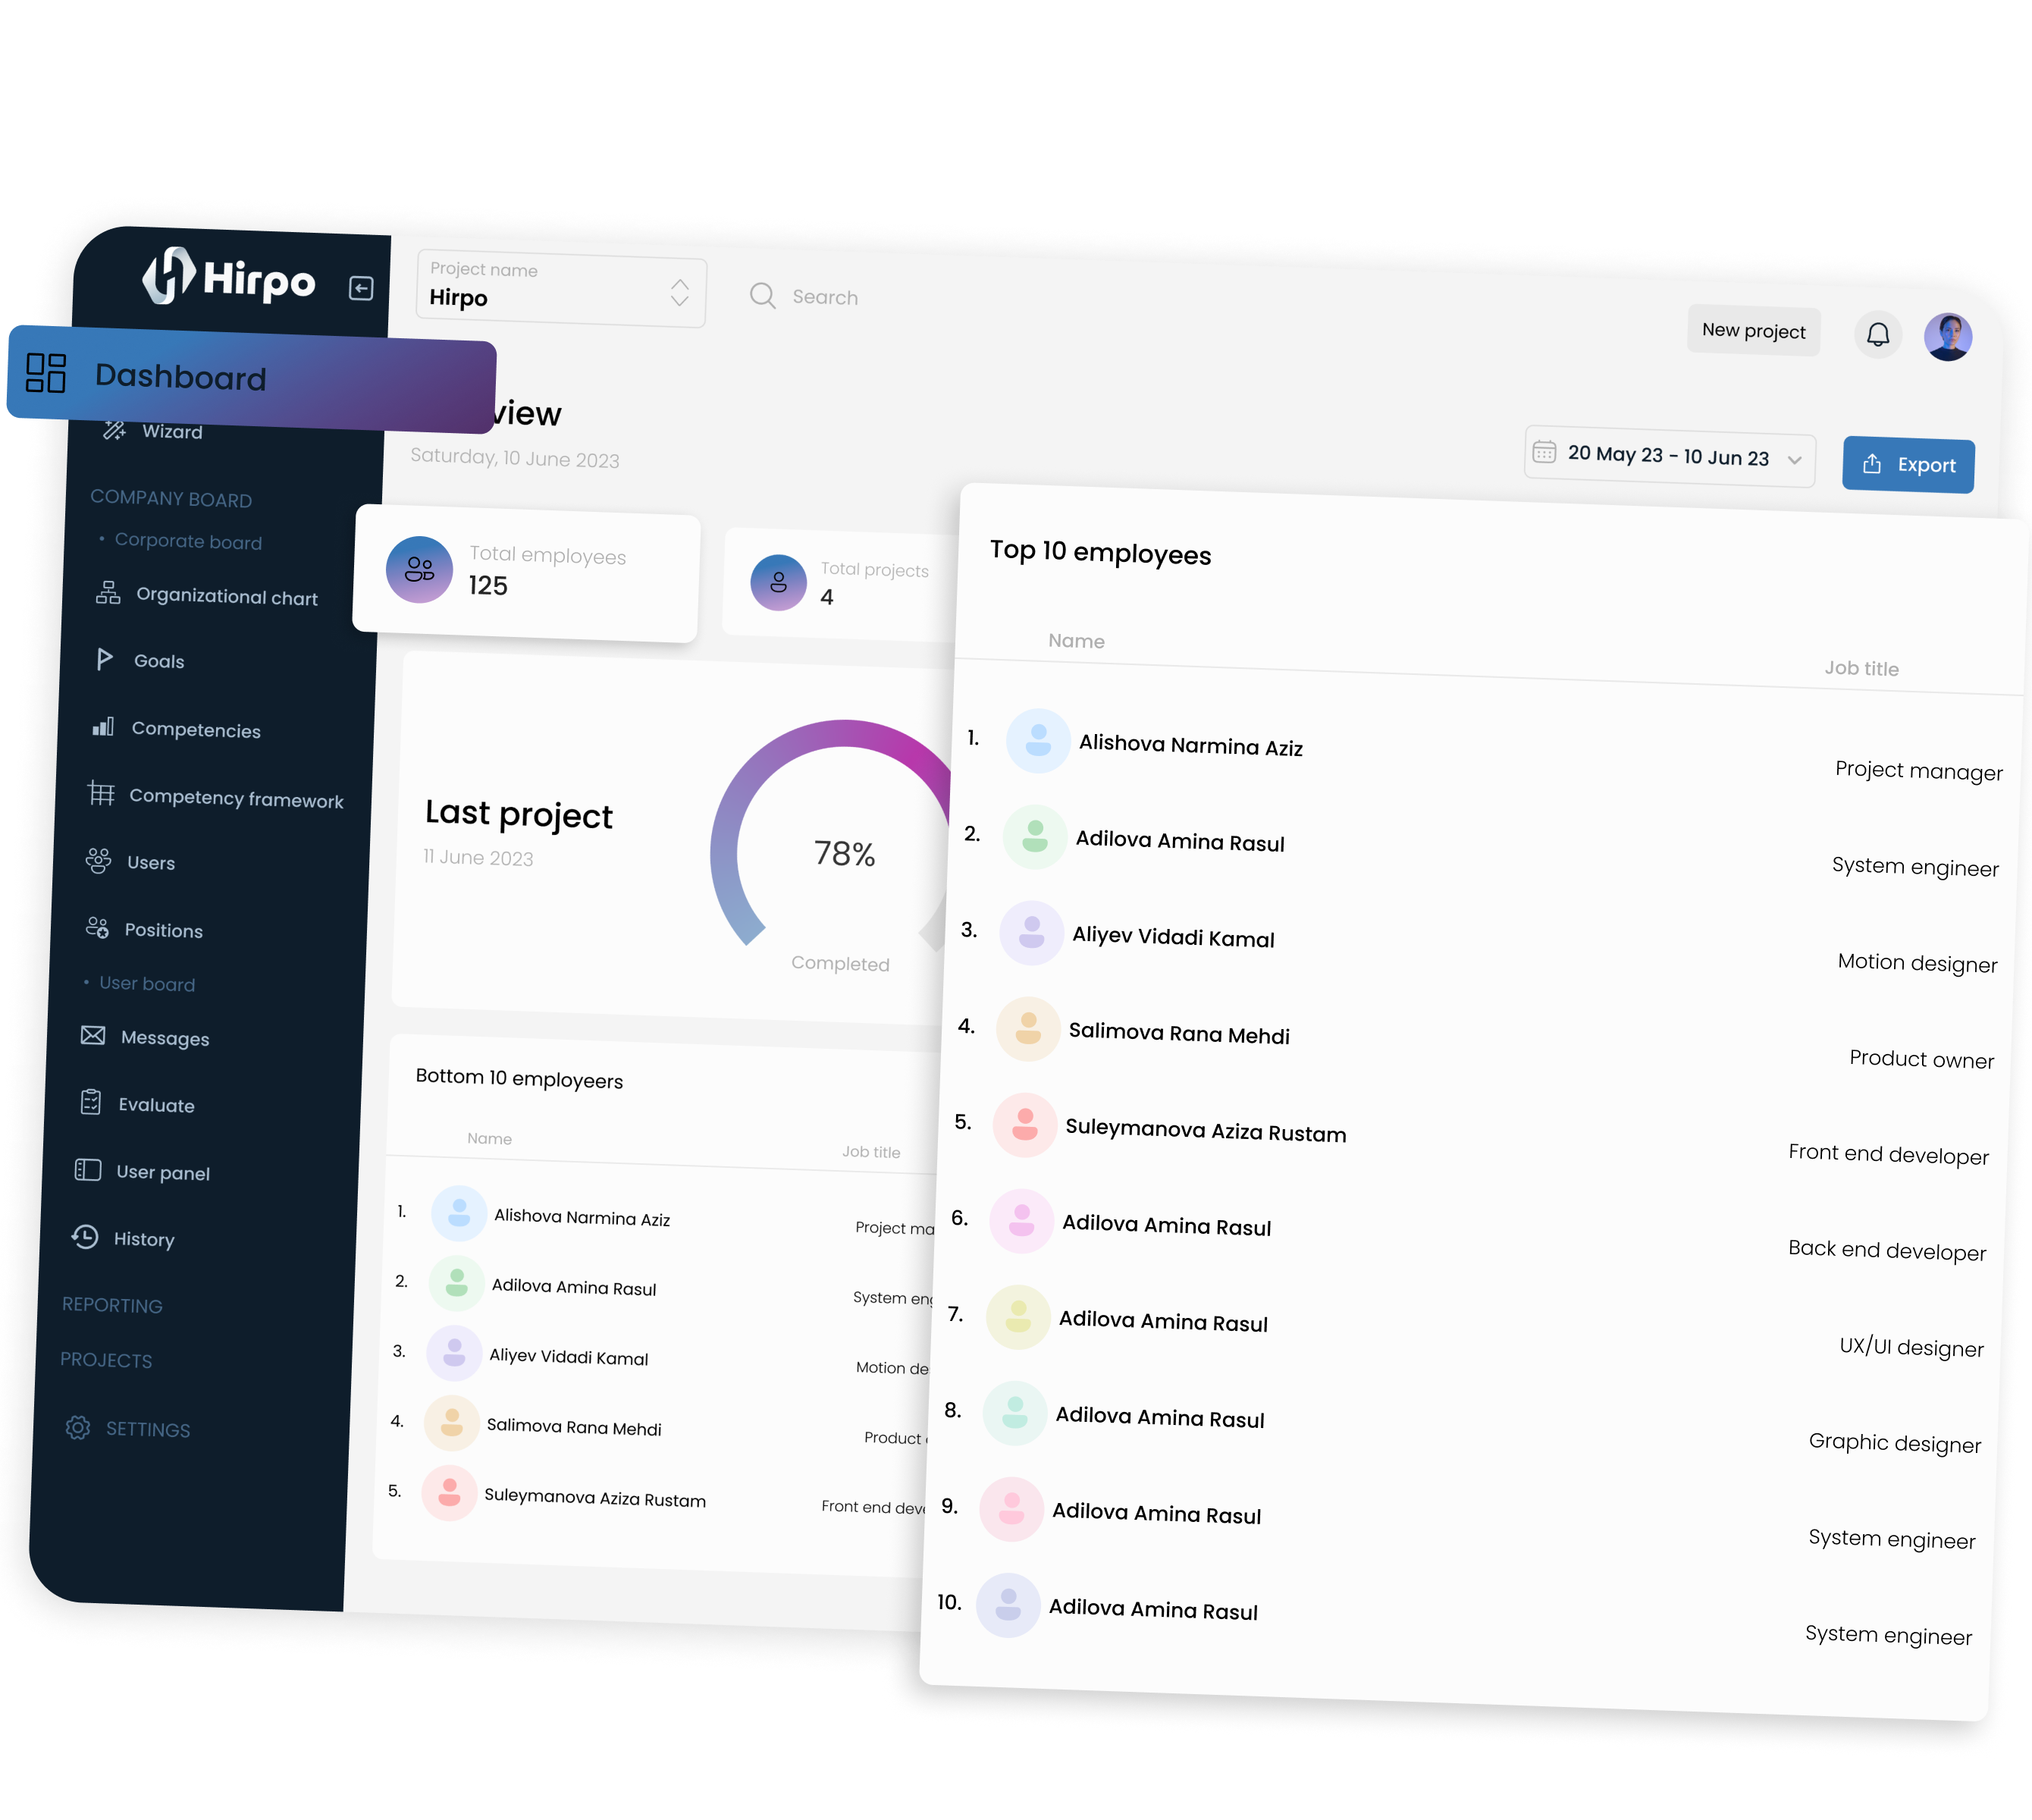 Hirpo
Dashboard
Wizard
COMPANY BOARD
• Corporate board
Organizational chart
Goals
Competencies
Competency framework
Users
Positions
• User board
Messages
Evaluate
User panel
History
REPORTING
PROJECTS
SETTINGS
Project name
Hirpo
Search
New project
view
Saturday, 10 June 2023
20 May 23 - 10 Jun 23
Export
Total employees
125
Total projects
4
Last project
11 June 2023
78%
Completed
Bottom 10 employeers
Name Job title
1. Alishova Narmina Aziz Project ma
2. Adilova Amina Rasul System eng
3. Aliyev Vidadi Kamal Motion de
4. Salimova Rana Mehdi Product
5. Suleymanova Aziza Rustam Front end deve
Top 10 employees
Name Job title
1. Alishova Narmina Aziz Project manager
2. Adilova Amina Rasul System engineer
3. Aliyev Vidadi Kamal Motion designer
4. Salimova Rana Mehdi Product owner
5. Suleymanova Aziza Rustam Front end developer
6. Adilova Amina Rasul Back end developer
7. Adilova Amina Rasul UX/UI designer
8. Adilova Amina Rasul Graphic designer
9. Adilova Amina Rasul System engineer
10. Adilova Amina Rasul System engineer